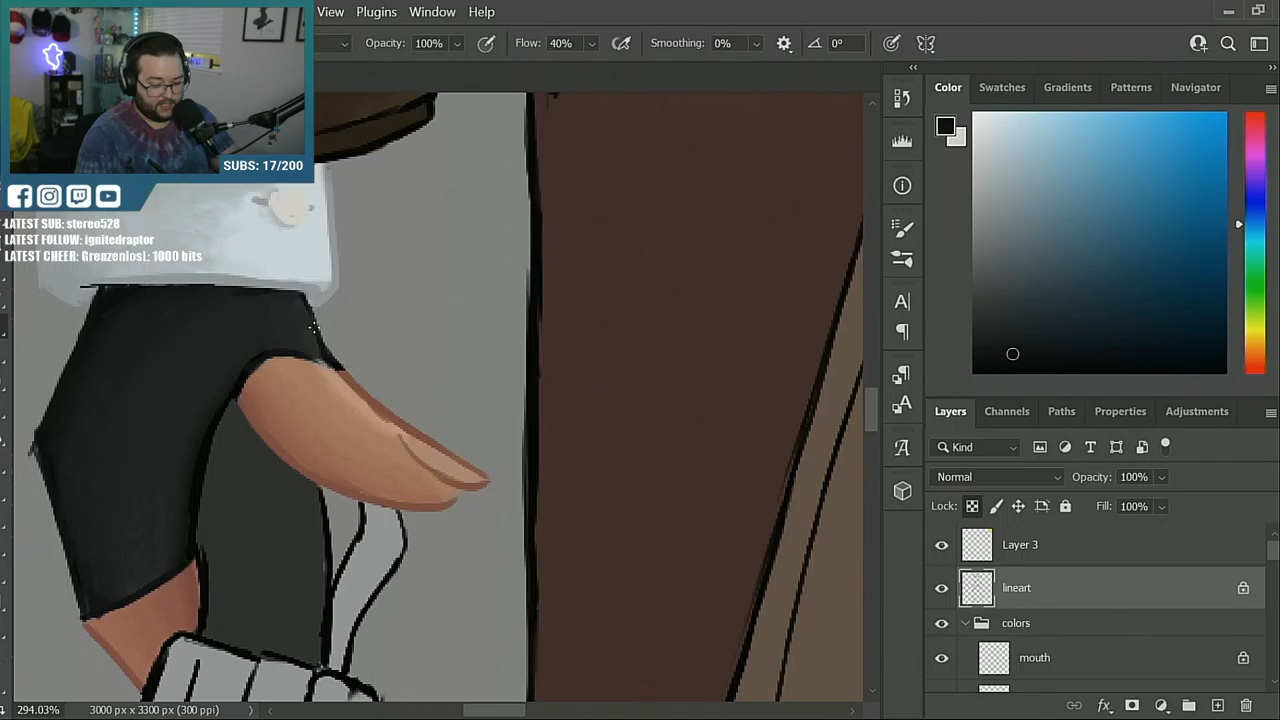 View Plugins Window Help
Opacity: 100% Flow: 40% Smoothing: 0% 0°
SUBS: 17/200
LATEST SUB: stereo528
LATEST FOLLOW: ignitedraptor
LATEST CHEER: GrenzenlosL: 1000 bits
Color Swatches Gradients Patterns Navigator
Layers Channels Paths Properties Adjustments
Kind
Normal Opacity: 100%
Lock: Fill: 100%
Layer 3
lineart
colors
mouth
294.03% 3000 px x 3300 px (300 ppi)